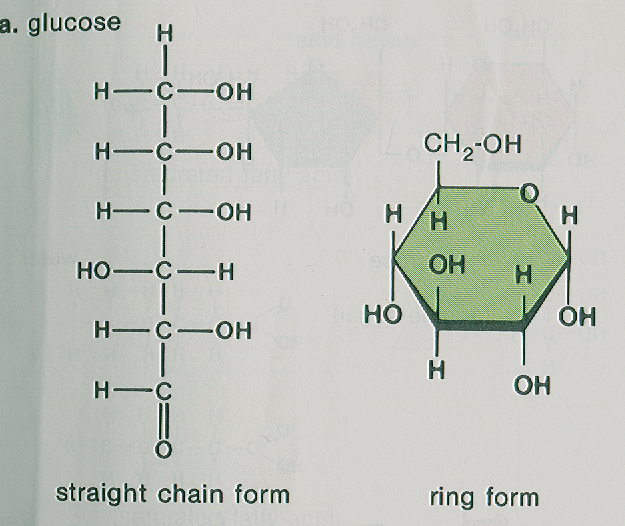 a. glucose
H
H—C—OH
H—C—OH
H—C—OH
HO—C—H
H—C—OH
H—C
O
straight chain form
CH2-OH
O
H
H
H
OH
H
HO
OH
H
OH
ring form